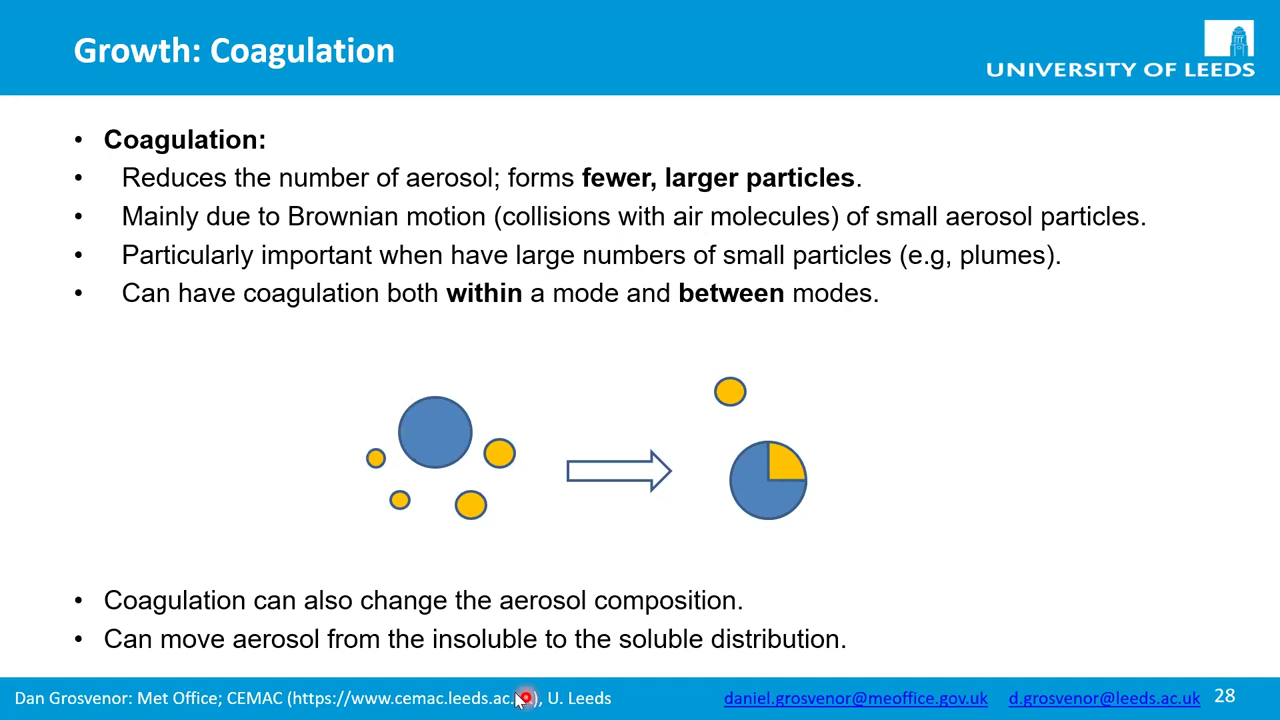 Growth: Coagulation
UNIVERSITY OF LEEDS
• Coagulation:
• Reduces the number of aerosol; forms fewer, larger particles.
• Mainly due to Brownian motion (collisions with air molecules) of small aerosol particles.
• Particularly important when have large numbers of small particles (e.g, plumes).
• Can have coagulation both within a mode and between modes.
• Coagulation can also change the aerosol composition.
• Can move aerosol from the insoluble to the soluble distribution.
Dan Grosvenor: Met Office; CEMAC (https://www.cemac.leeds.ac. ), U. Leeds
daniel.grosvenor@meoffice.gov.uk d.grosvenor@leeds.ac.uk 28